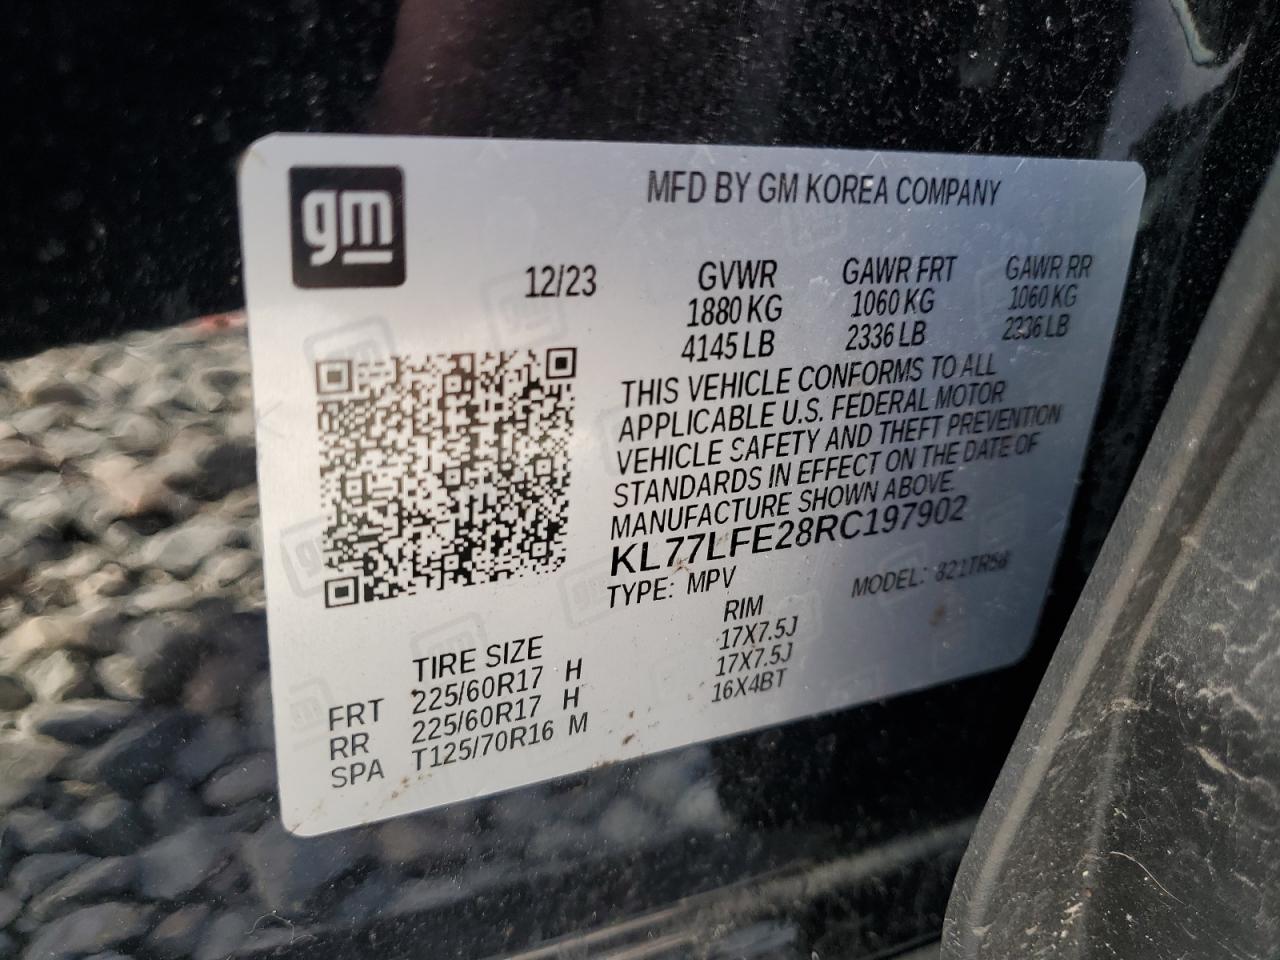 gm
MFD BY GM KOREA COMPANY
12/23 GVWR GAWR FRT GAWR RR
1880 KG 1060 KG 1060 KG
4145 LB 2336 LB 2336 LB
THIS VEHICLE CONFORMS TO ALL
APPLICABLE U.S. FEDERAL MOTOR
VEHICLE SAFETY AND THEFT PREVENTION
STANDARDS IN EFFECT ON THE DATE OF
MANUFACTURE SHOWN ABOVE.
KL77LFE28RC197902
TYPE: MPV MODEL:
TIRE SIZE RIM
FRT 225/60R17 H 17X7.5J
RR 225/60R17 H 17X7.5J
SPA T125/70R16 M 16X4BT